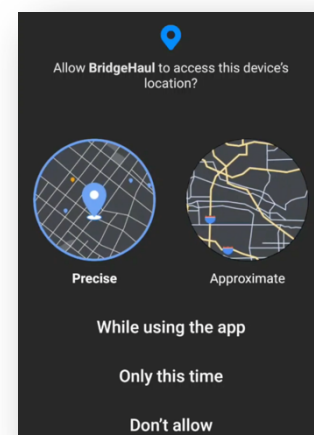 Allow BridgeHaul to access this device's
location?
Precise
Approximate
While using the app
Only this time
Don't allow